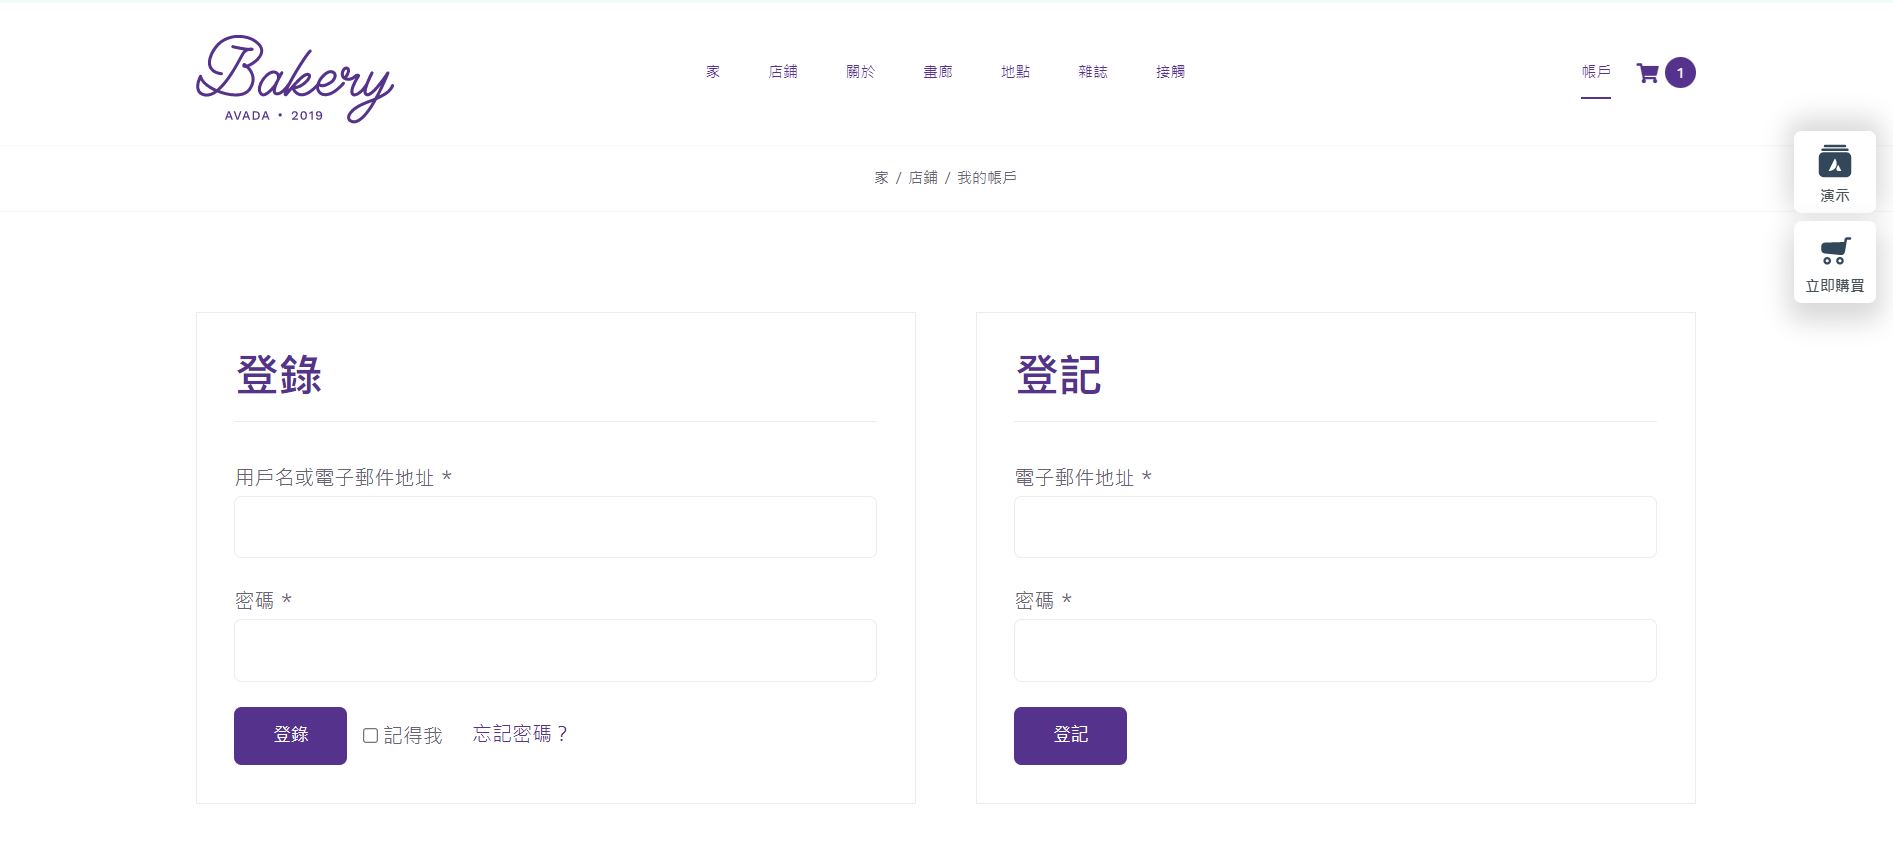 Bakery
AVADA • 2019
家 店鋪 關於 畫廊 地點 雜誌 接觸
帳戶 1
家 / 店鋪 / 我的帳戶
演示
立即購買
登錄
用戶名或電子郵件地址 *
密碼 *
登錄 記得我 忘記密碼？
登記
電子郵件地址 *
密碼 *
登記